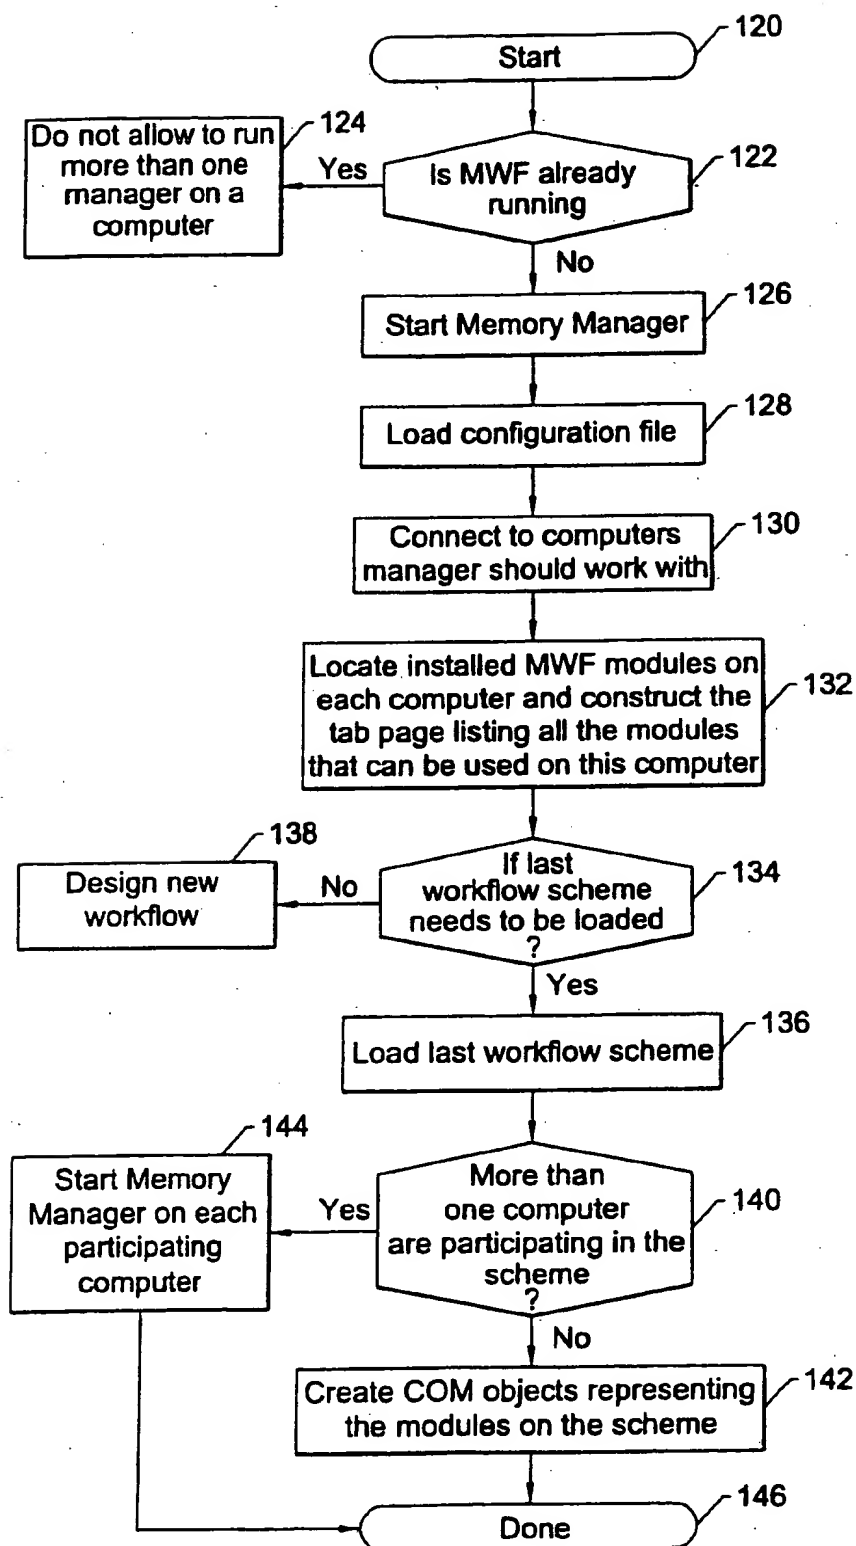 120
Start
124
Do not allow to run
more than one
manager on a
computer
Yes
122
Is MWF already
running
No
126
Start Memory Manager
128
Load configuration file
130
Connect to computers
manager should work with
132
Locate installed MWF modules on
each computer and construct the
tab page listing all the modules
that can be used on this computer
138
Design new
workflow
No
134
If last
workflow scheme
needs to be loaded
?
Yes
136
Load last workflow scheme
144
Start Memory
Manager on each
participating
computer
Yes
140
More than
one computer
are participating in the
scheme
?
No
142
Create COM objects representing
the modules on the scheme
146
Done